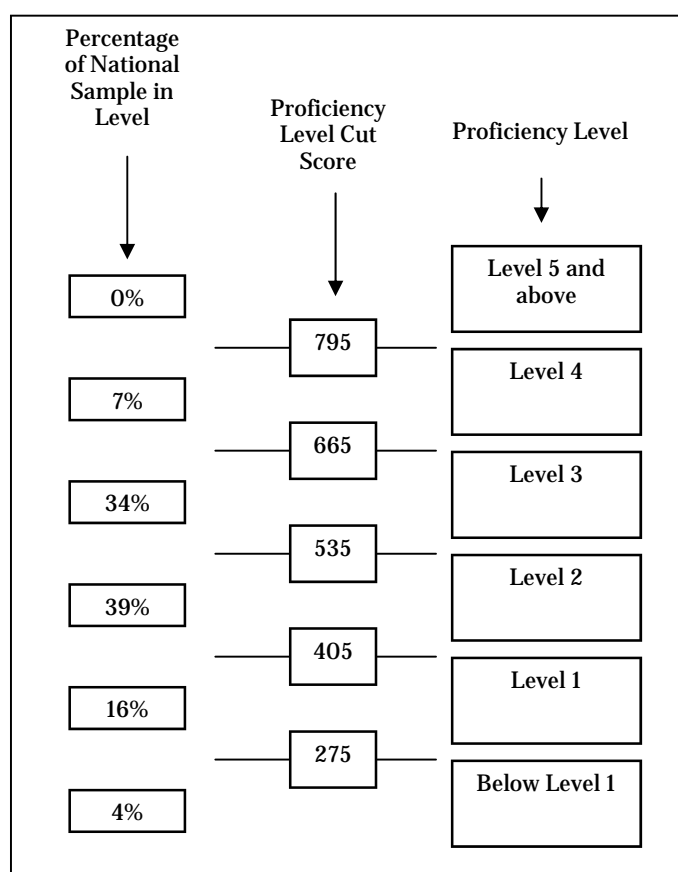 Percentage
of National
Sample in
Level
Proficiency
Level Cut
Score
Proficiency Level
0%
Level 5 and
above
795
7%
Level 4
665
34%
Level 3
535
39%
Level 2
405
16%
Level 1
275
4%
Below Level 1